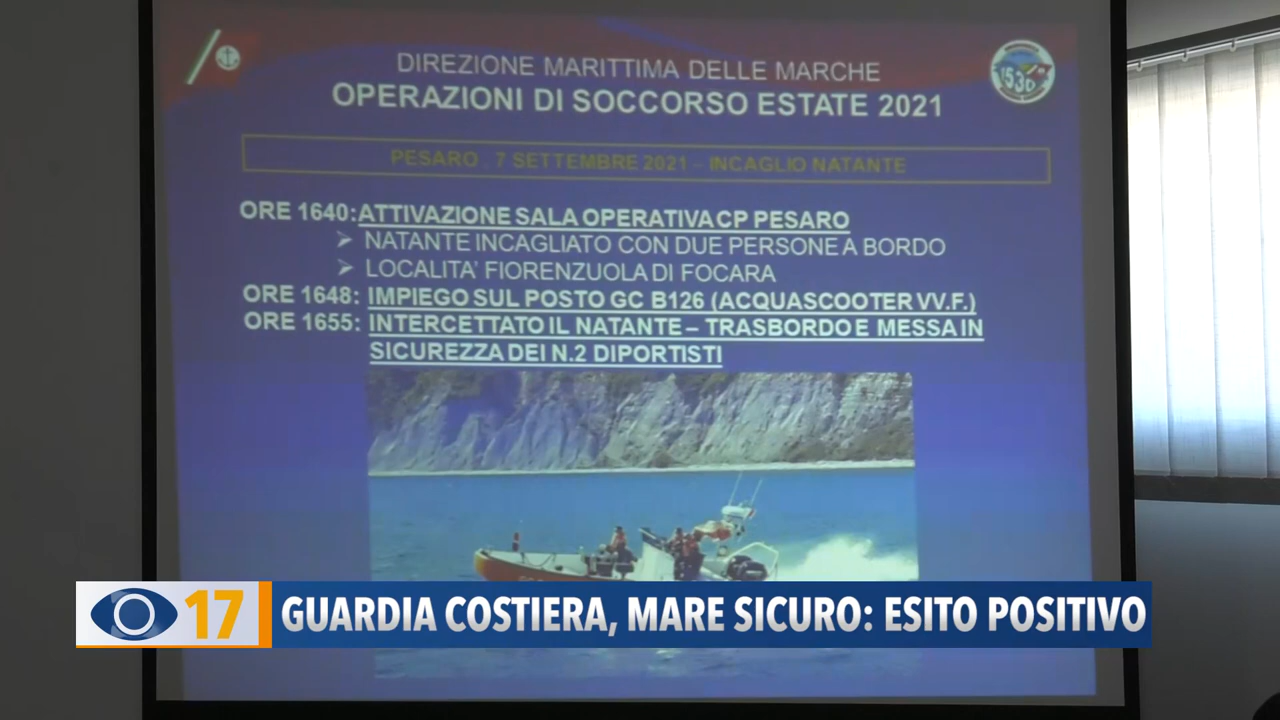 DIREZIONE MARITTIMA DELLE MARCHE
OPERAZIONI DI SOCCORSO ESTATE 2021
1530
PESARO 7 SETTEMBRE 2021 – INCAGLIO NATANTE
ORE 1640: ATTIVAZIONE SALA OPERATIVA CP PESARO
➢ NATANTE INCAGLIATO CON DUE PERSONE A BORDO
➢ LOCALITA' FIORENZUOLA DI FOCARA
ORE 1648: IMPIEGO SUL POSTO GC B126 (ACQUASCOOTER VV.F.)
ORE 1655: INTERCETTATO IL NATANTE – TRASBORDO E MESSA IN
SICUREZZA DEI N.2 DIPORTISTI
17 GUARDIA COSTIERA, MARE SICURO: ESITO POSITIVO